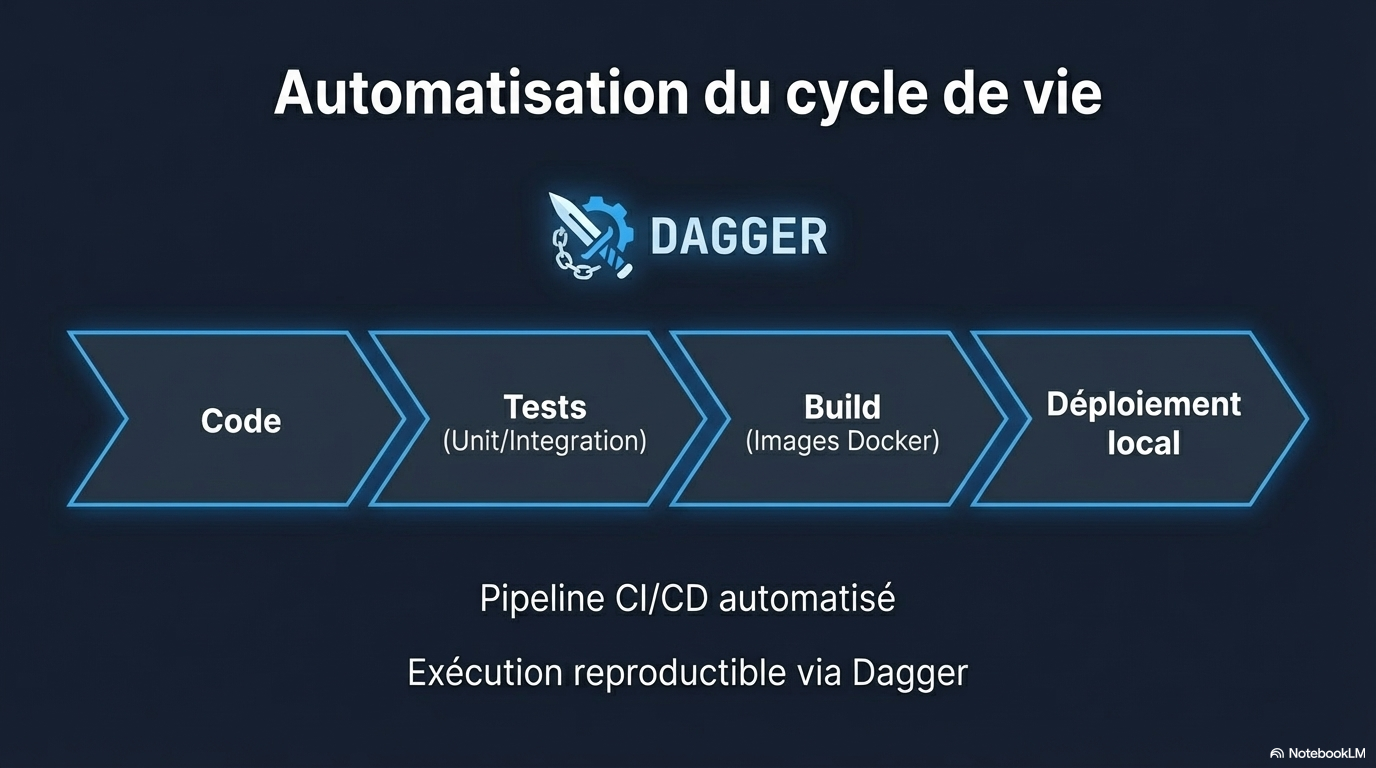 Automatisation du cycle de vie
DAGGER
Code
Tests
(Unit/Integration)
Build
(Images Docker)
Déploiement
local
Pipeline CI/CD automatisé
Exécution reproductible via Dagger
NotebookLM